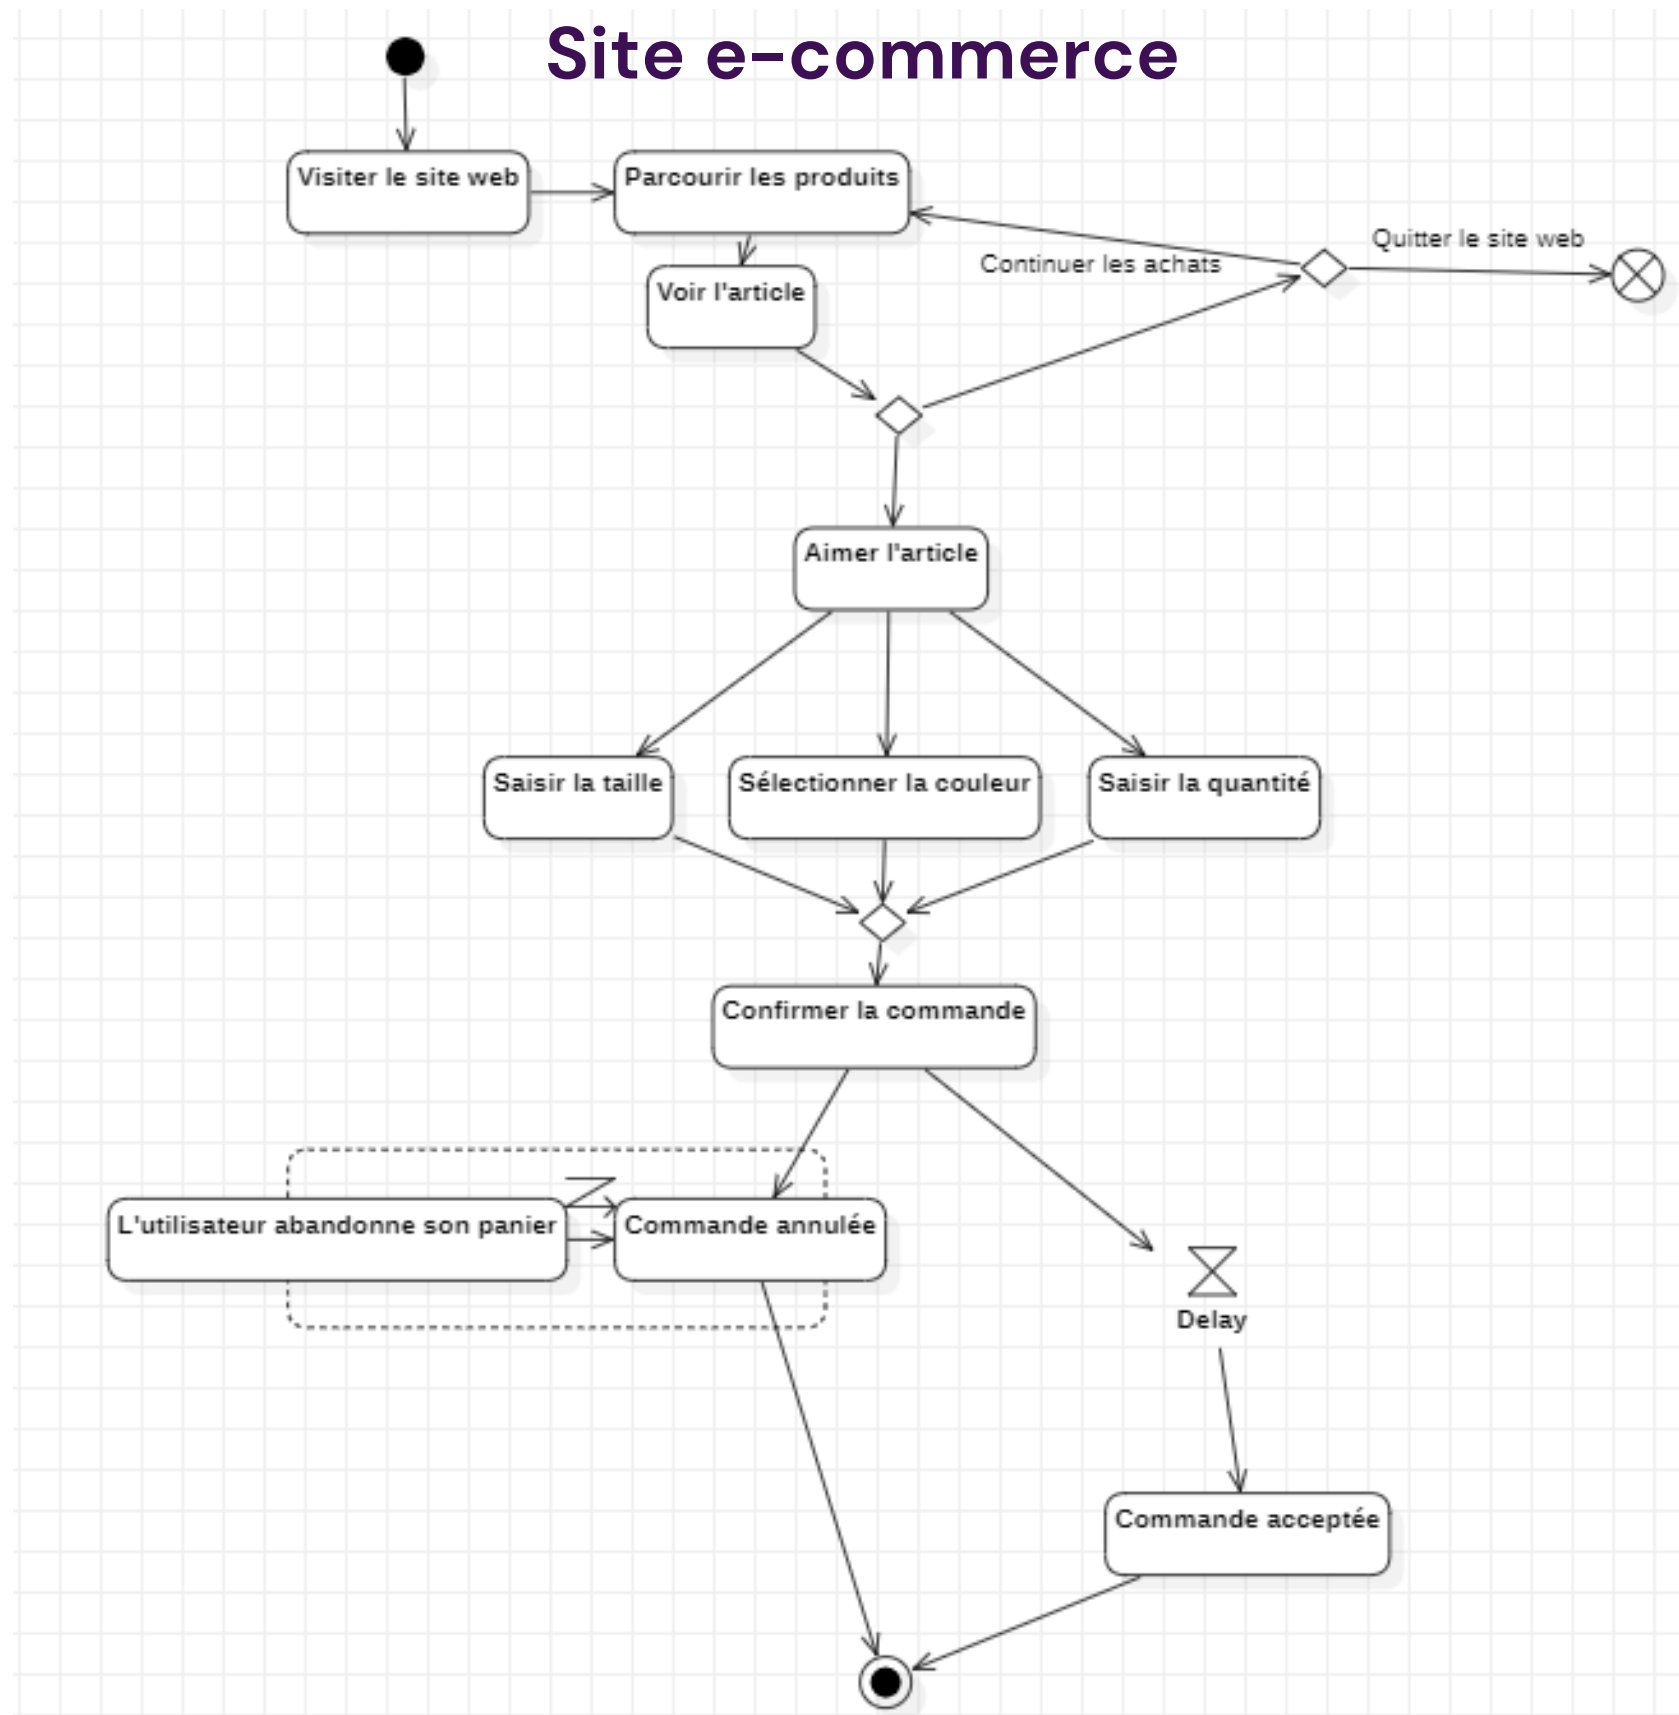 Site e-commerce
Visiter le site web
Parcourir les produits
Quitter le site web
Continuer les achats
Voir l'article
Aimer l'article
Saisir la taille
Sélectionner la couleur
Saisir la quantité
Confirmer la commande
L'utilisateur abandonne son panier
Commande annulée
Delay
Commande acceptée